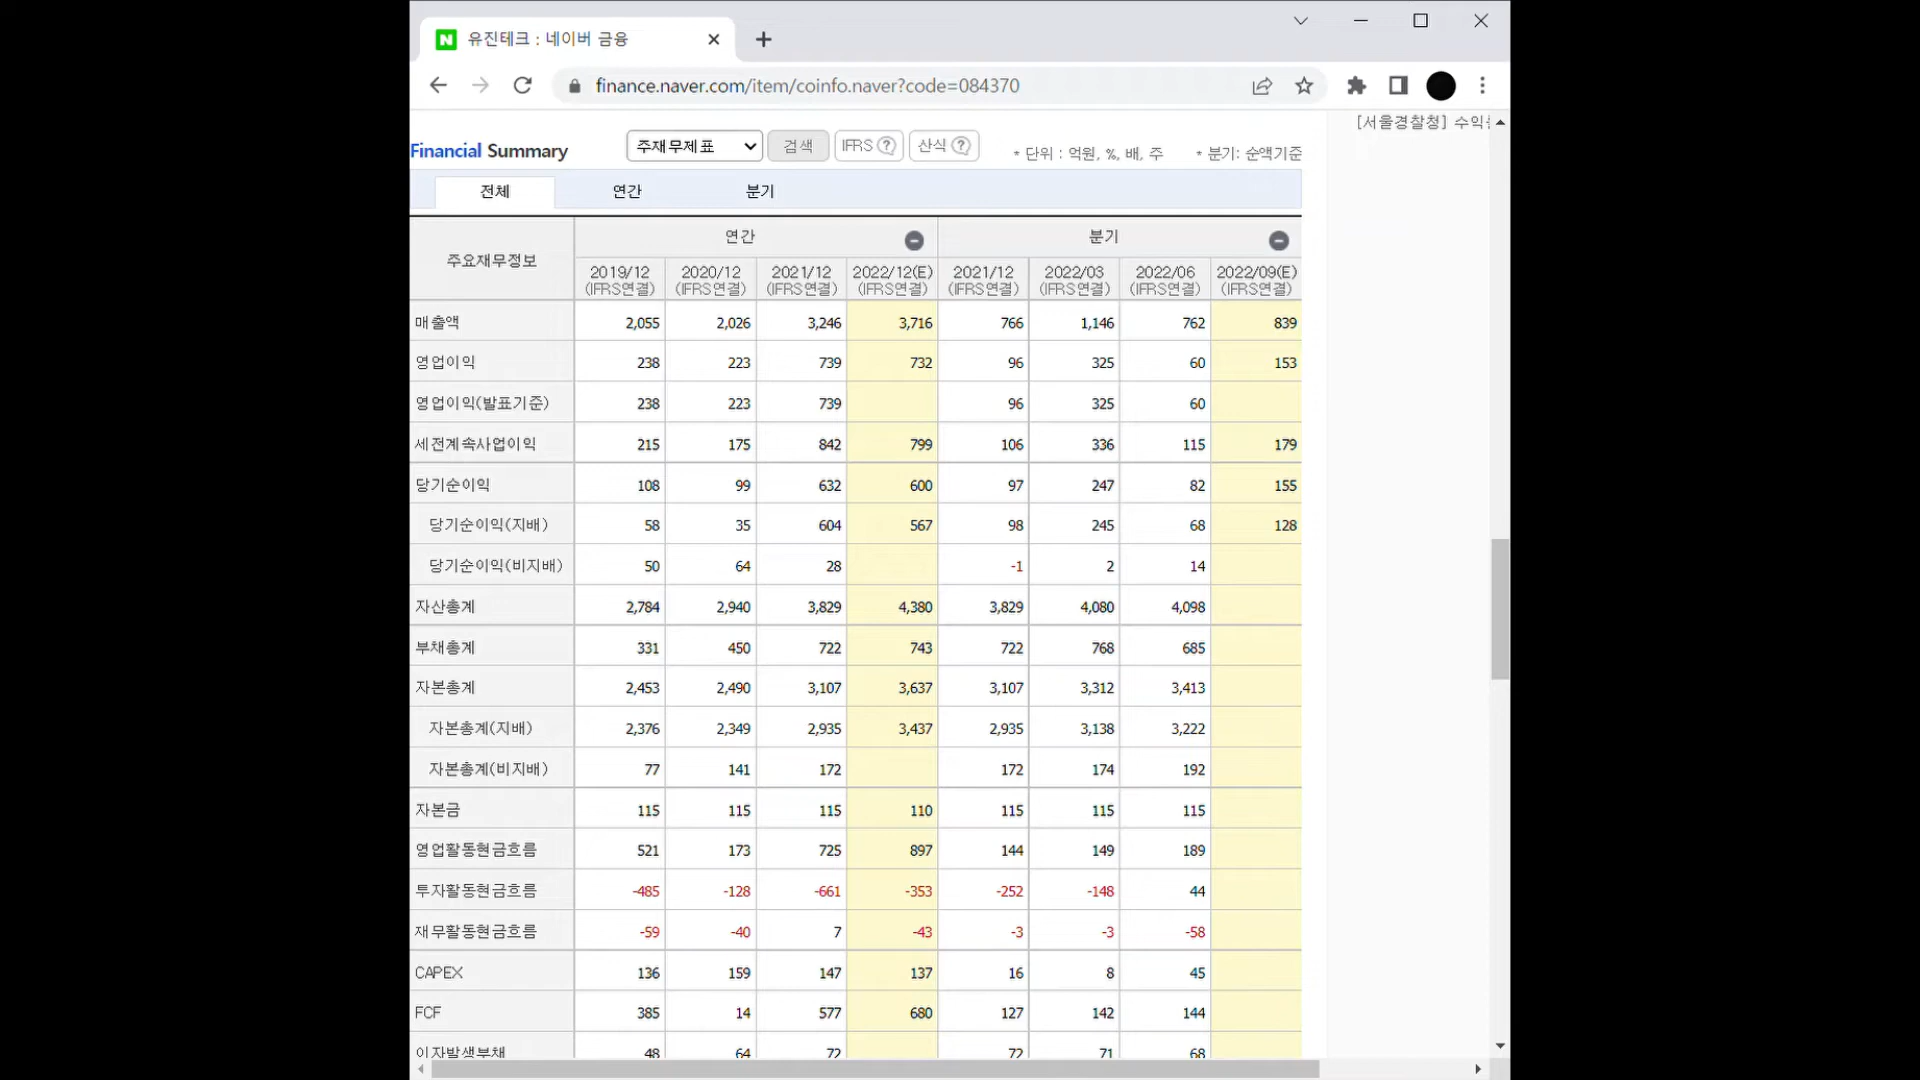 유진테크 : 네이버 금융
finance.naver.com/item/coinfo.naver?code=084370
[서울경찰청]
Financial Summary 주재무제표 검색 IFRS ? 산식 ? * 단위 : 억원, %, 배, 주 * 분기: 순액기준
전체 연간 분기
주요재무정보 연간 분기
2019/12 2020/12 2021/12 2022/12(E) 2021/12 2022/03 2022/06 2022/09(E)
(IFRS연결) (IFRS연결) (IFRS연결) (IFRS연결) (IFRS연결) (IFRS연결) (IFRS연결) (IFRS연결)
매출액 2,055 2,026 3,246 3,716 766 1,146 762 839
영업이익 238 223 739 732 96 325 60 153
영업이익(발표기준) 238 223 739 96 325 60
세전계속사업이익 215 175 842 799 106 336 115 179
당기순이익 108 99 632 600 97 247 82 155
당기순이익(지배) 58 35 604 567 98 245 68 128
당기순이익(비지배) 50 64 28 -1 2 14
자산총계 2,784 2,940 3,829 4,380 3,829 4,080 4,098
부채총계 331 450 722 743 722 768 685
자본총계 2,453 2,490 3,107 3,637 3,107 3,312 3,413
자본총계(지배) 2,376 2,349 2,935 3,437 2,935 3,138 3,222
자본총계(비지배) 77 141 172 172 174 192
자본금 115 115 115 110 115 115 115
영업활동현금흐름 521 173 725 897 144 149 189
투자활동현금흐름 -485 -128 -661 -353 -252 -148 44
재무활동현금흐름 -59 -40 7 -43 -3 -3 -58
CAPEX 136 159 147 137 16 8 45
FCF 385 14 577 680 127 142 144
이자발생부채 48 64 72 72 71 68